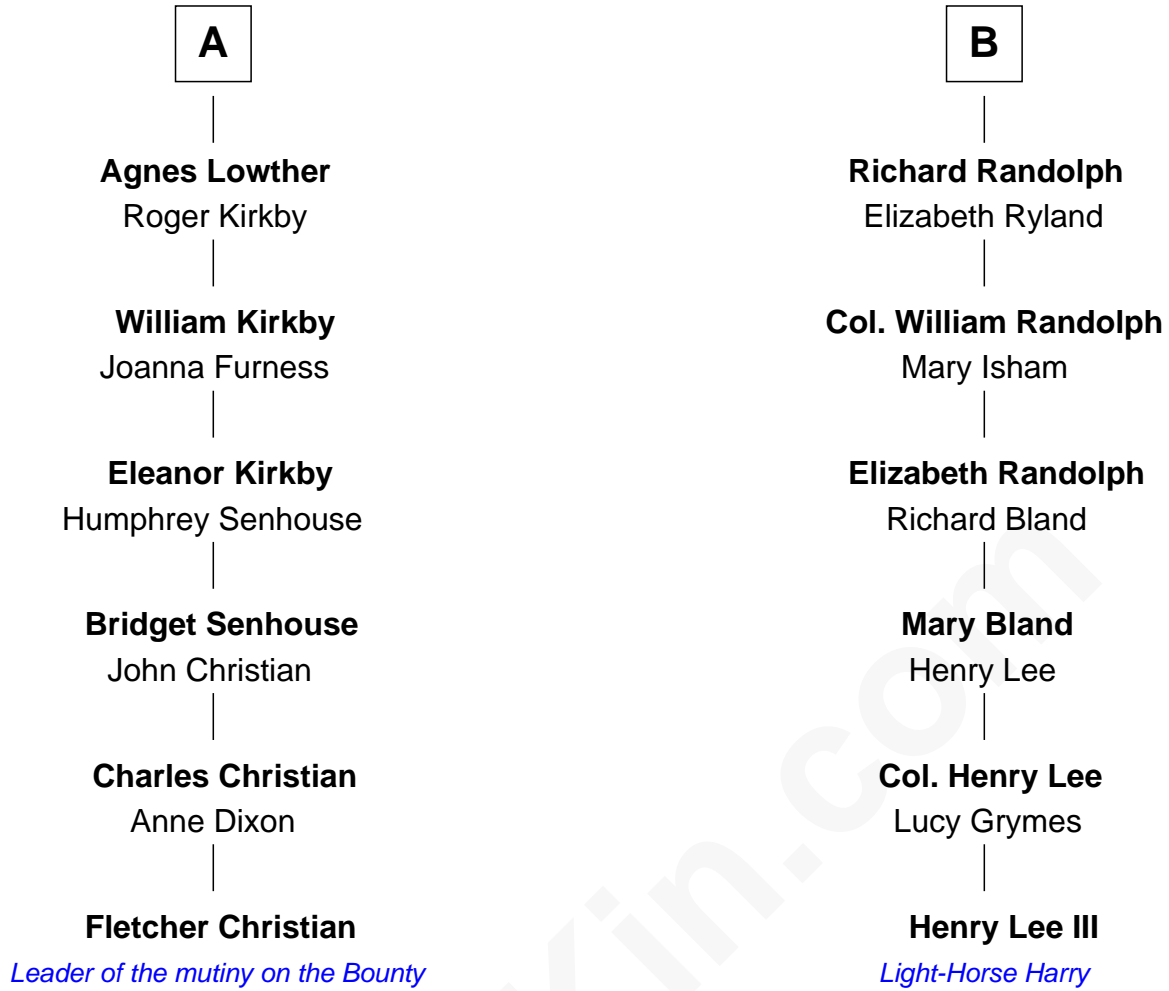 A
Agnes Lowther
Roger Kirkby
William Kirkby
Joanna Furness
Eleanor Kirkby
Humphrey Senhouse
Bridget Senhouse
John Christian
Charles Christian
Anne Dixon
Fletcher Christian
Leader of the mutiny on the Bounty
B
Richard Randolph
Elizabeth Ryland
Col. William Randolph
Mary Isham
Elizabeth Randolph
Richard Bland
Mary Bland
Henry Lee
Col. Henry Lee
Lucy Grymes
Henry Lee III
Light-Horse Harry
Kin.com